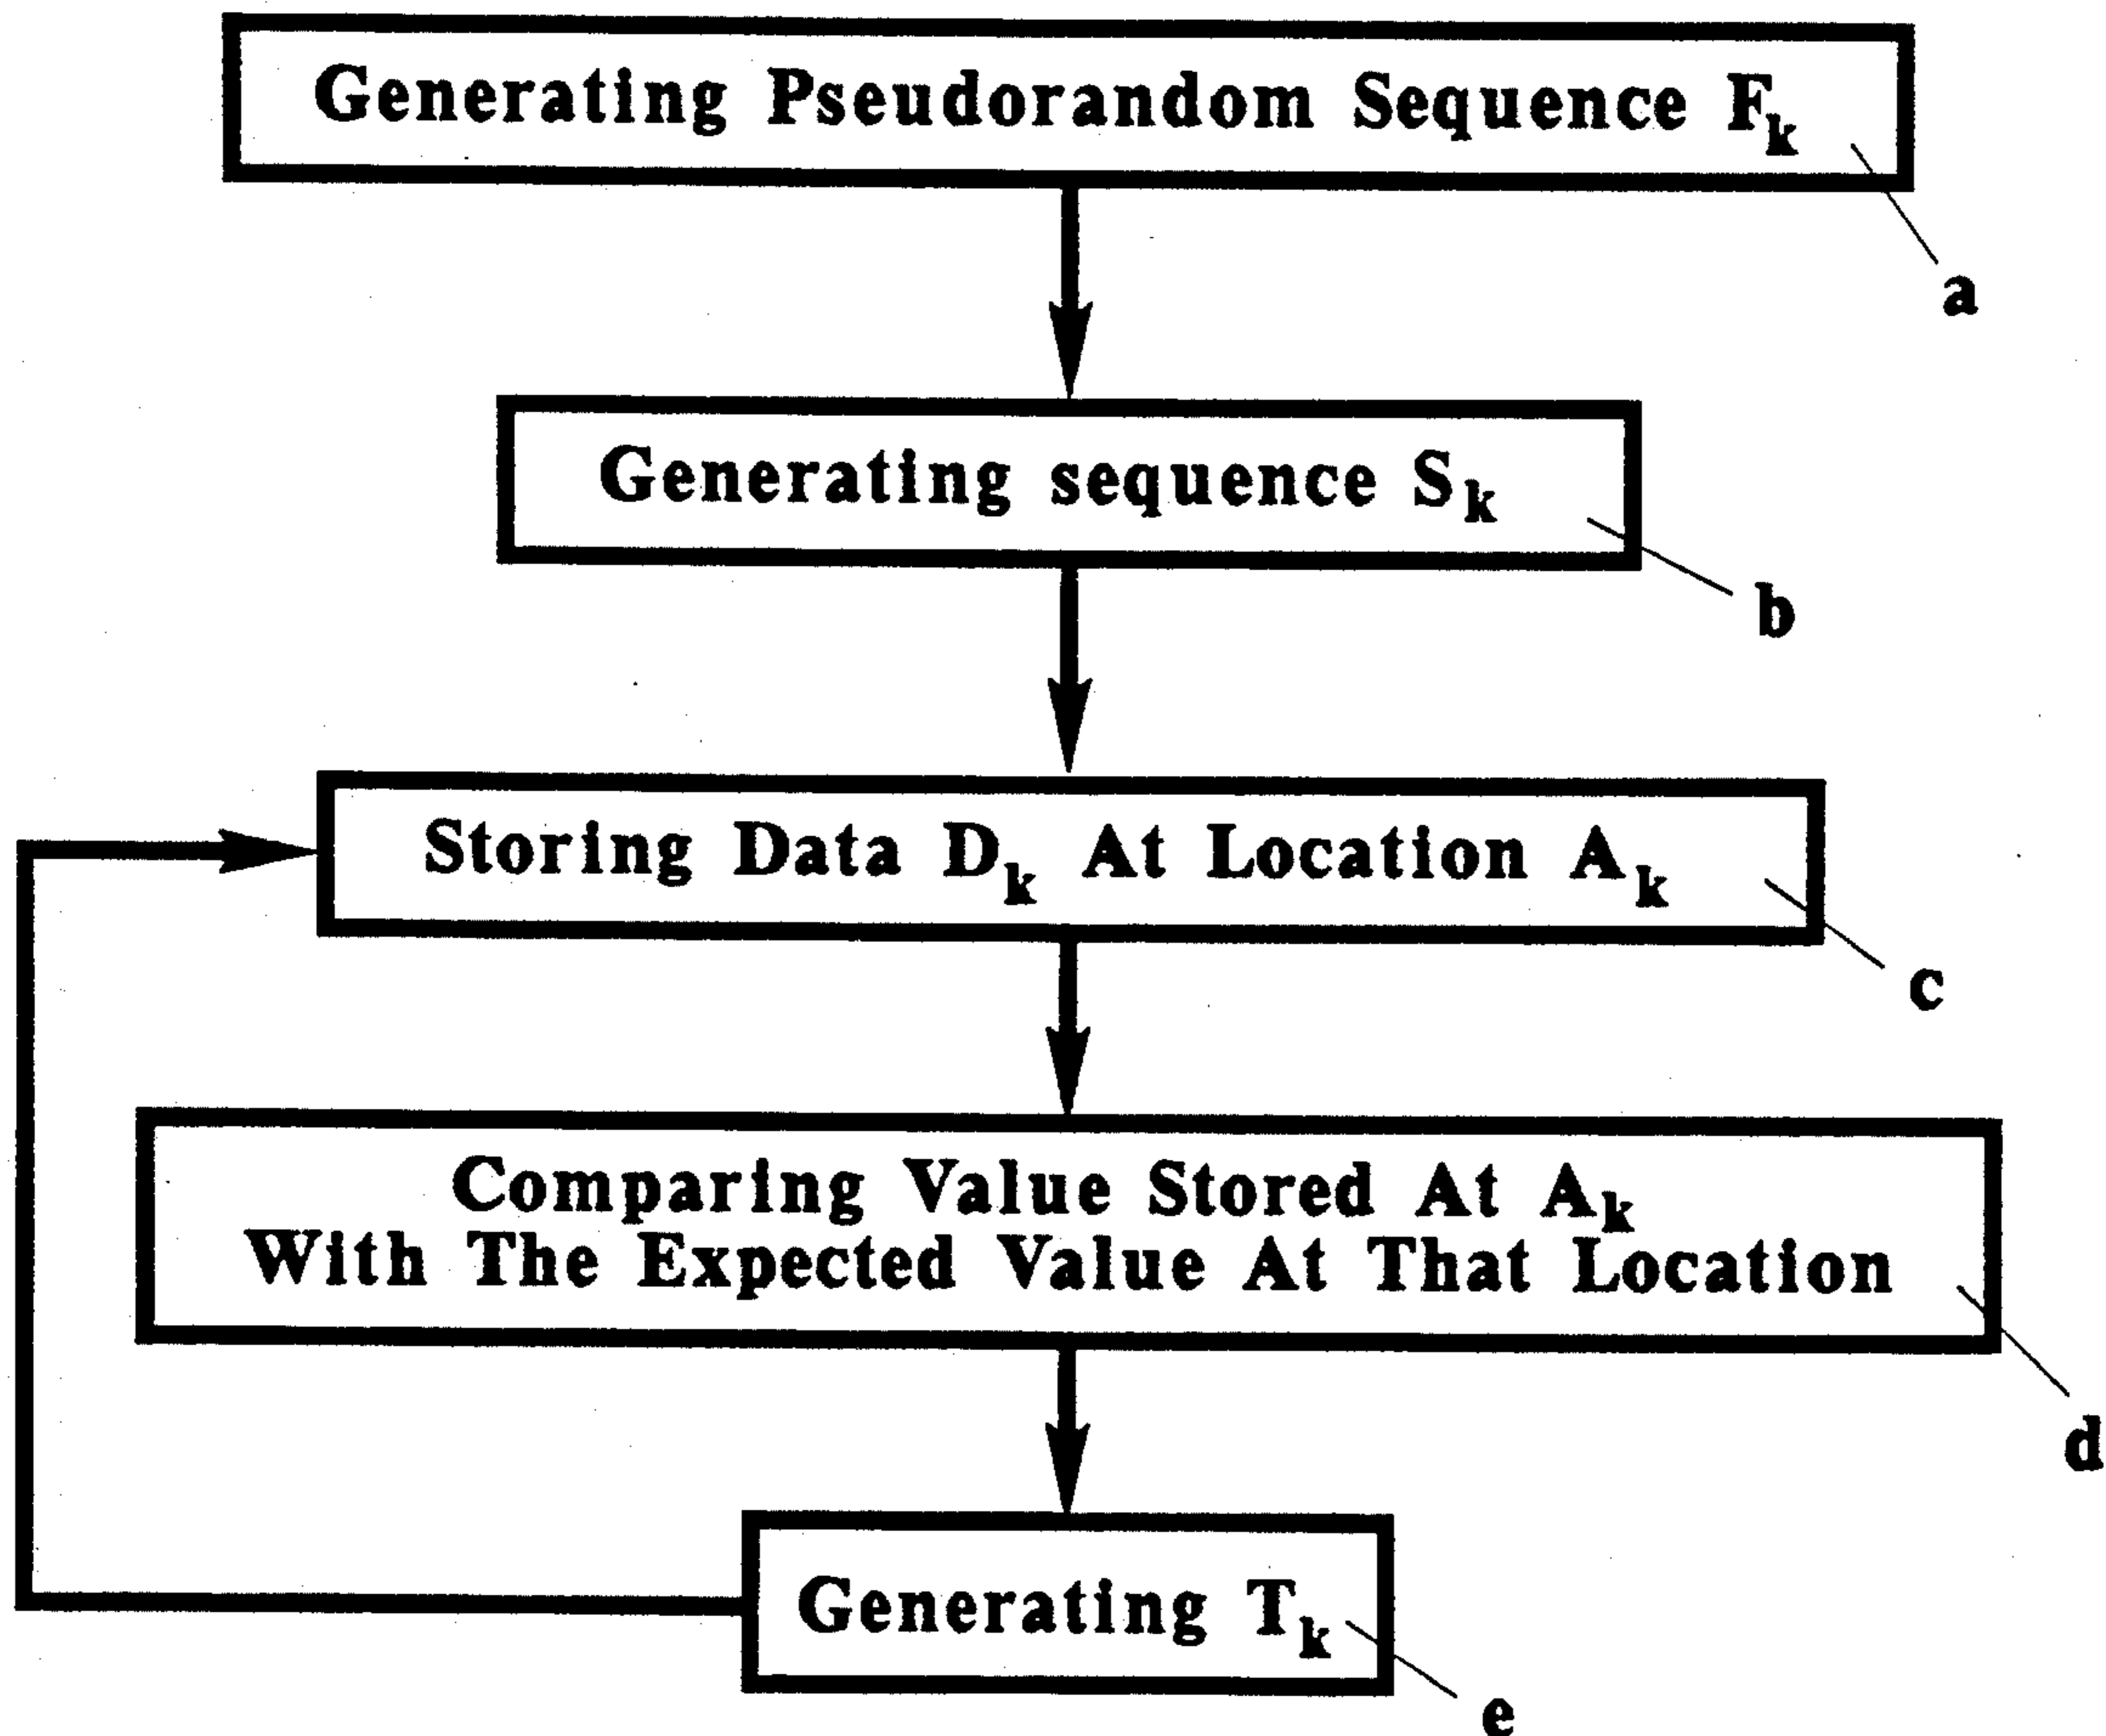 Generating Pseudorandom Sequence Fₖ
a
Generating sequence Sₖ
b
Storing Data Dₖ At Location Aₖ
c
Comparing Value Stored At Aₖ
With The Expected Value At That Location
d
Generating Tₖ
e